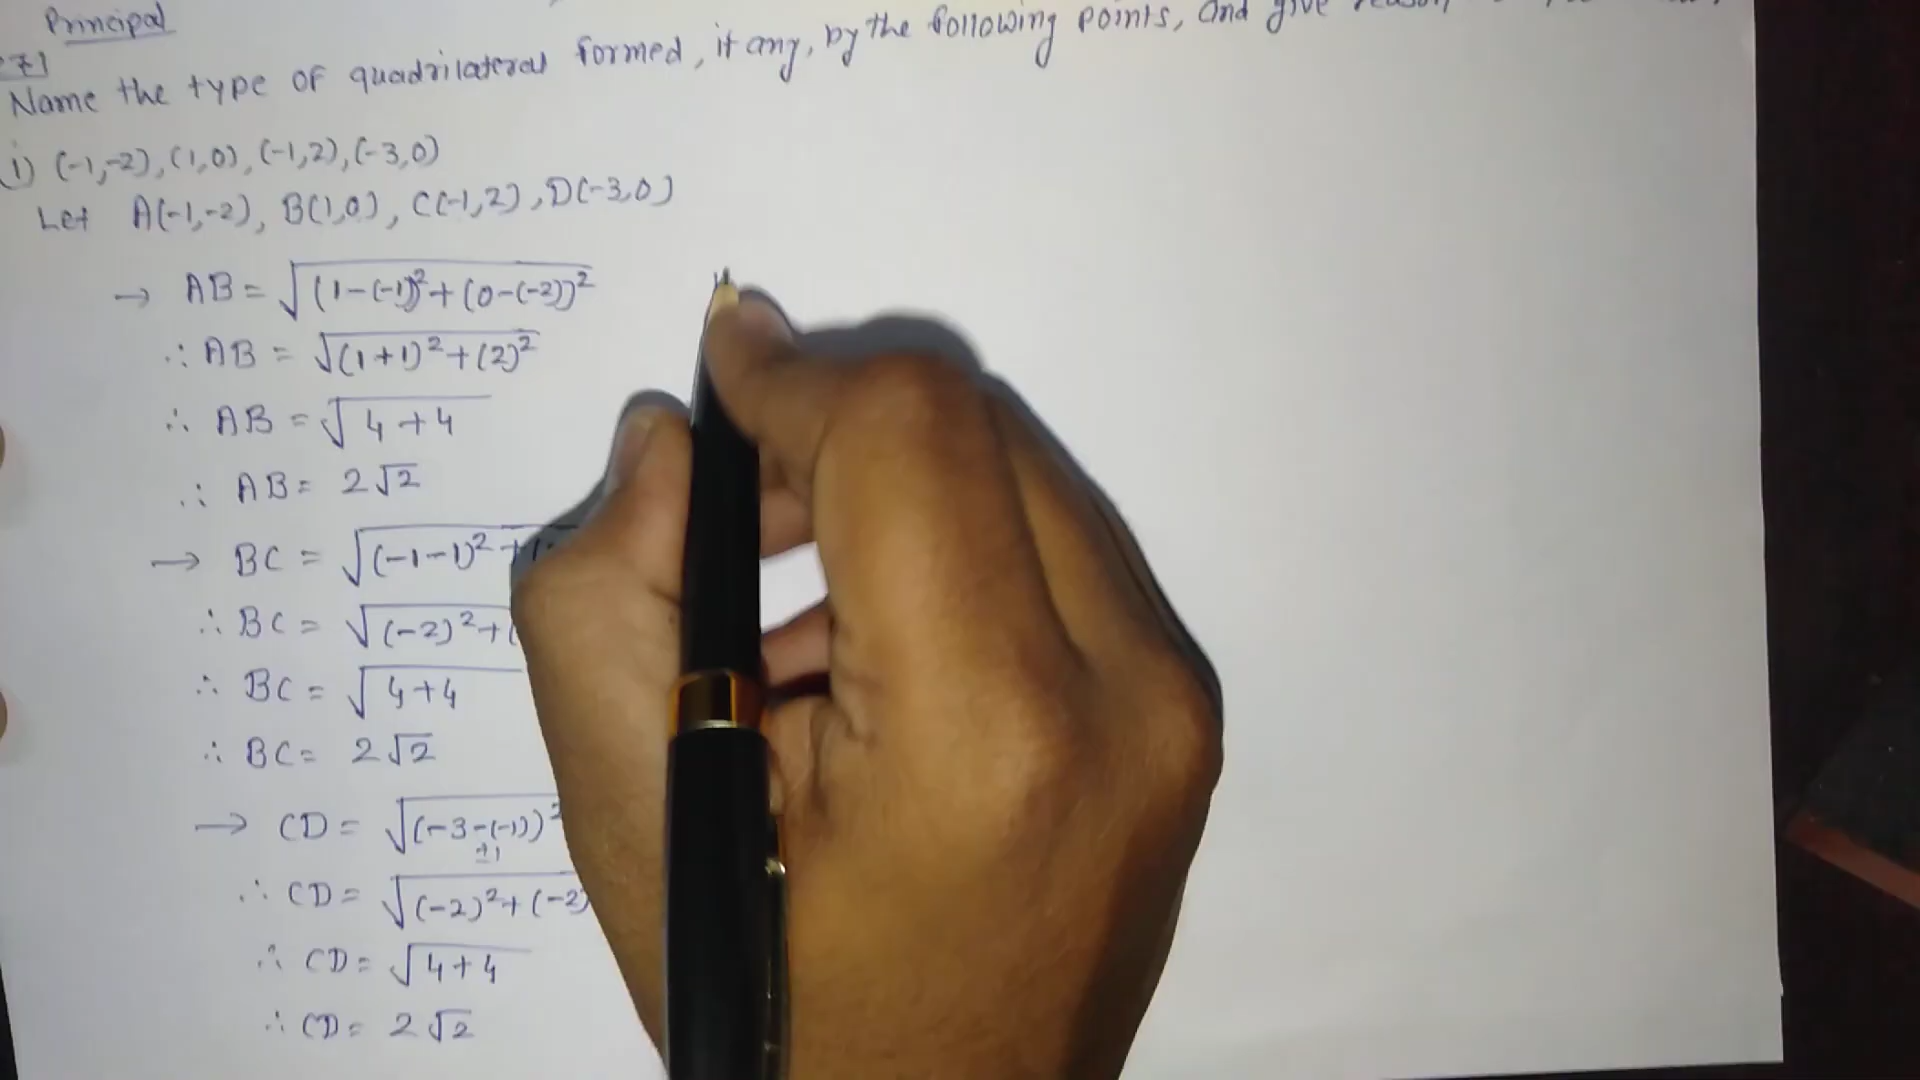 Principal
7]
Name the type of quadrilateral formed, if any, by the following points, and give
i) (-1,-2), (1,0), (-1,2), (-3,0)
Let A(-1,-2), B(1,0), C(-1,2), D(-3,0)
→ AB = √(1-(-1)²+(0-(-2))²
∴ AB = √(1+1)²+(2)²
∴ AB = √4+4
∴ AB = 2√2
→ BC = √(-1-1)²+(
∴ BC = √(-2)²+(
∴ BC = √4+4
∴ BC = 2√2
→ CD = √(-3-(-1))²
+1
∴ CD = √(-2)²+(-2)
∴ CD = √4+4
∴ CD = 2√2